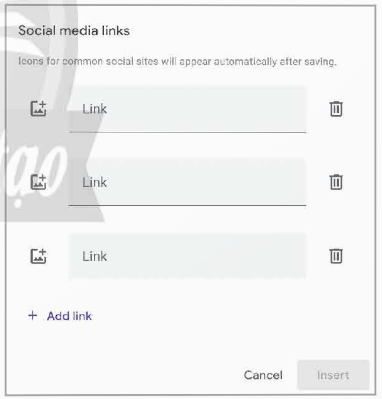 Social media links
Icons for common social sites will appear automatically after saving.
Link
tạo
Link
Link
+ Add link
Cancel
Insert